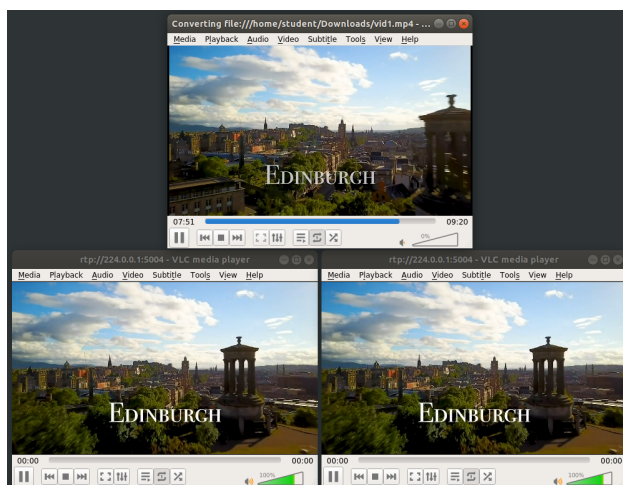 Converting file:///home/student/Downloads/vid1.mp4 - ...
Media Playback Audio Video Subtitle Tools View Help
EDINBURGH
07:51 09:20
0%
rtp://224.0.0.1:5004 - VLC media player
Media Playback Audio Video Subtitle Tools View Help
EDINBURGH
00:00 00:00
100%
rtp://224.0.0.1:5004 - VLC media player
Media Playback Audio Video Subtitle Tools View Help
EDINBURGH
00:00 00:00
100%